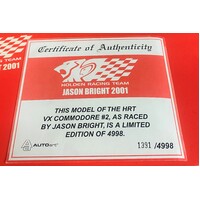 Certificate of Authenticity
HOLDEN RACING TEAM
JASON BRIGHT 2001
THIS MODEL OF THE HRT
VX COMMODORE #2, AS RACED
BY JASON BRIGHT, IS A LIMITED
EDITION OF 4998.
AUTOart
1391 /4998